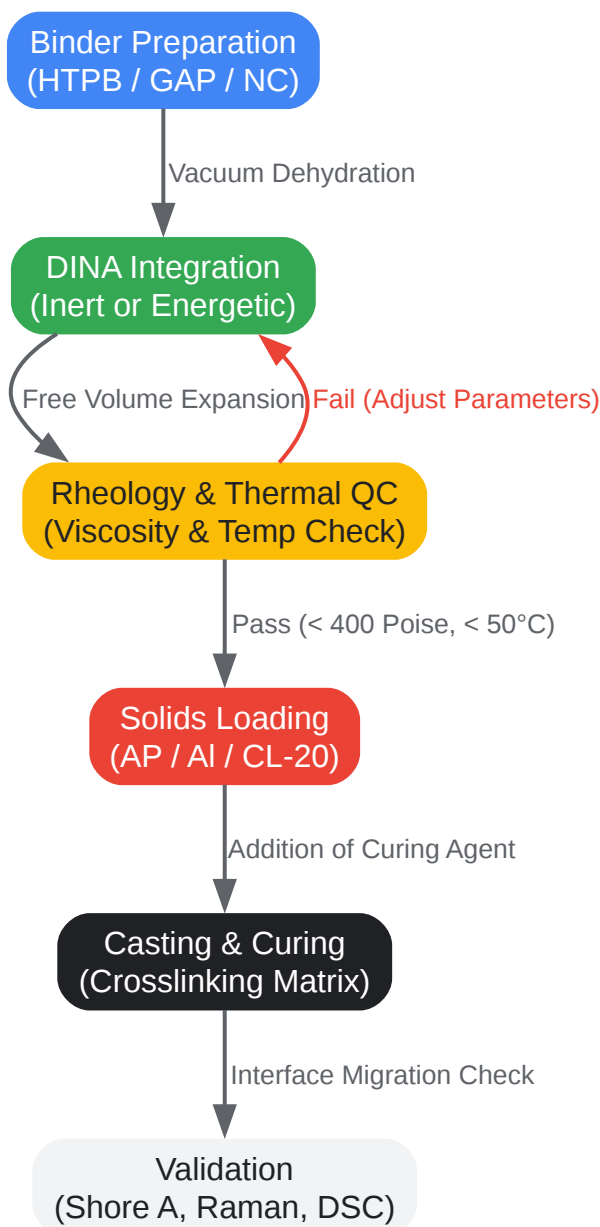 Binder Preparation
(HTPB / GAP / NC)
Vacuum Dehydration
DINA Integration
(Inert or Energetic)
Free Volume Expansion
Fail (Adjust Parameters)
Rheology & Thermal QC
(Viscosity & Temp Check)
Pass (< 400 Poise, < 50°C)
Solids Loading
(AP / Al / CL-20)
Addition of Curing Agent
Casting & Curing
(Crosslinking Matrix)
Interface Migration Check
Validation
(Shore A, Raman, DSC)